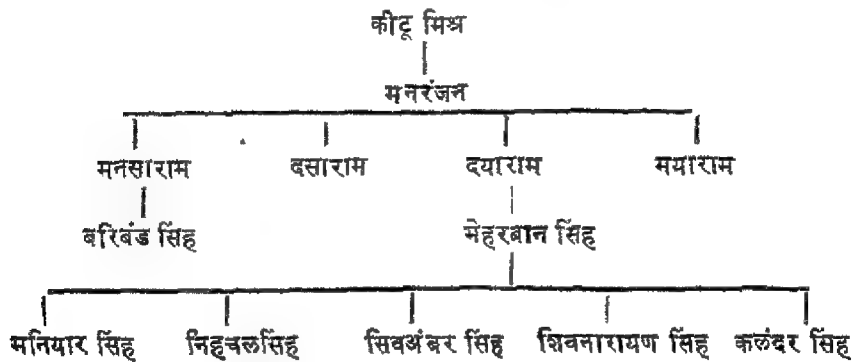 कीटू मिश्र
मनरंजन
मनसाराम दसाराम दयाराम मयाराम
बरिबंड सिंह मेहरबान सिंह
मनियार सिंह निहचलसिंह सिवअंबर सिंह शिवनारायण सिंह कलंदर सिंह